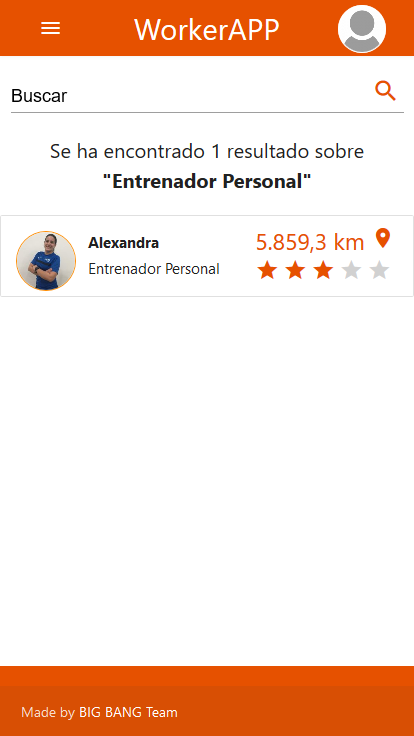 WorkerAPP
Buscar
Se ha encontrado 1 resultado sobre
"Entrenador Personal"
Alexandra
5.859,3 km
Entrenador Personal
Made by BIG BANG Team